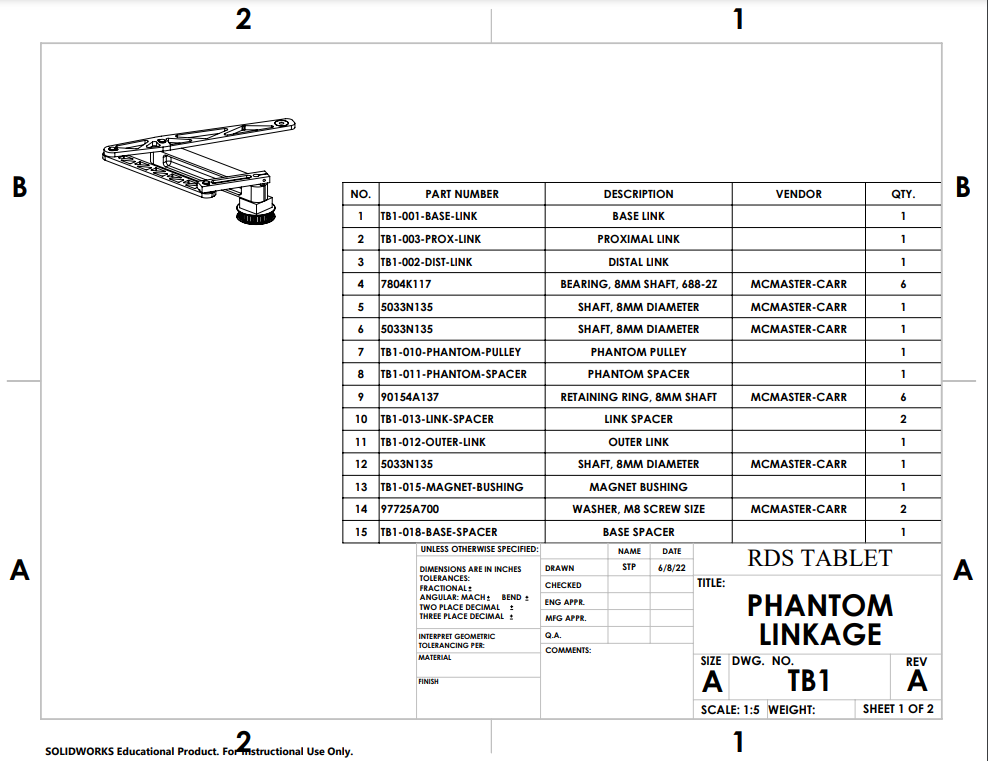 2 1
B B
NO. PART NUMBER DESCRIPTION VENDOR QTY.
1 TB1-001-BASE-LINK BASE LINK 1
2 TB1-003-PROX-LINK PROXIMAL LINK 1
3 TB1-002-DIST-LINK DISTAL LINK 1
4 7804K117 BEARING, 8MM SHAFT, 688-2Z MCMASTER-CARR 6
5 5033N135 SHAFT, 8MM DIAMETER MCMASTER-CARR 1
6 5033N135 SHAFT, 8MM DIAMETER MCMASTER-CARR 1
7 TB1-010-PHANTOM-PULLEY PHANTOM PULLEY 1
8 TB1-011-PHANTOM-SPACER PHANTOM SPACER 1
9 90154A137 RETAINING RING, 8MM SHAFT MCMASTER-CARR 6
10 TB1-013-LINK-SPACER LINK SPACER 2
11 TB1-012-OUTER-LINK OUTER LINK 1
12 5033N135 SHAFT, 8MM DIAMETER MCMASTER-CARR 1
13 TB1-015-MAGNET-BUSHING MAGNET BUSHING 1
14 97725A700 WASHER, M8 SCREW SIZE MCMASTER-CARR 2
15 TB1-018-BASE-SPACER BASE SPACER 1
A A
UNLESS OTHERWISE SPECIFIED:
DIMENSIONS ARE IN INCHES
TOLERANCES:
FRACTIONAL ±
ANGULAR: MACH ± BEND ±
TWO PLACE DECIMAL ±
THREE PLACE DECIMAL ±
INTERPRET GEOMETRIC
TOLERANCING PER:
MATERIAL
FINISH
NAME DATE
DRAWN STP 6/8/22
CHECKED
ENG APPR.
MFG APPR.
Q.A.
COMMENTS:
RDS TABLET
TITLE:
PHANTOM
LINKAGE
SIZE DWG. NO. REV
A TB1 A
SCALE: 1:5 WEIGHT: SHEET 1 OF 2
2 1
SOLIDWORKS Educational Product. For Instructional Use Only.